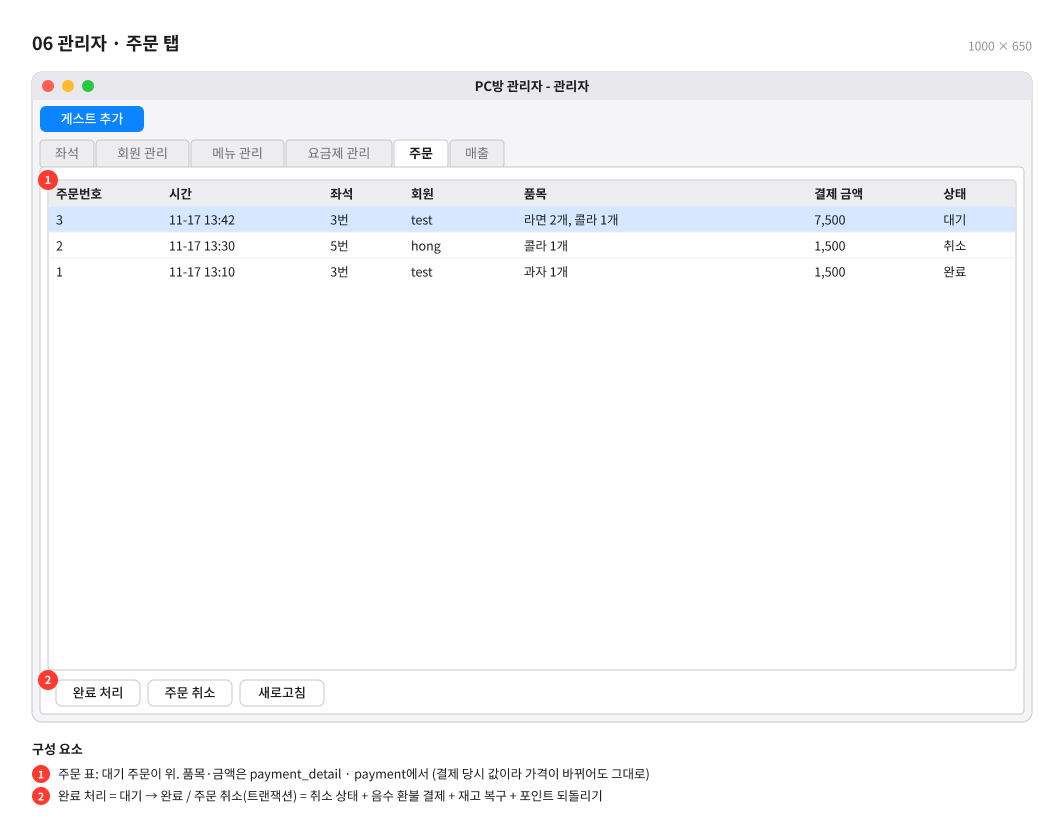 06 관리자 · 주문 탭
1000 × 650
PC방 관리자 - 관리자
게스트 추가
좌석 회원 관리 메뉴 관리 요금제 관리 주문 매출
1
주문번호 시간 좌석 회원 품목 결제 금액 상태
3 11-17 13:42 3번 test 라면 2개, 콜라 1개 7,500 대기
2 11-17 13:30 5번 hong 콜라 1개 1,500 취소
1 11-17 13:10 3번 test 과자 1개 1,500 완료
2
완료 처리 주문 취소 새로고침
구성 요소
1 주문 표: 대기 주문이 위. 품목·금액은 payment_detail · payment에서 (결제 당시 값이라 가격이 바뀌어도 그대로)
2 완료 처리 = 대기 → 완료 / 주문 취소(트랜잭션) = 취소 상태 + 음수 환불 결제 + 재고 복구 + 포인트 되돌리기